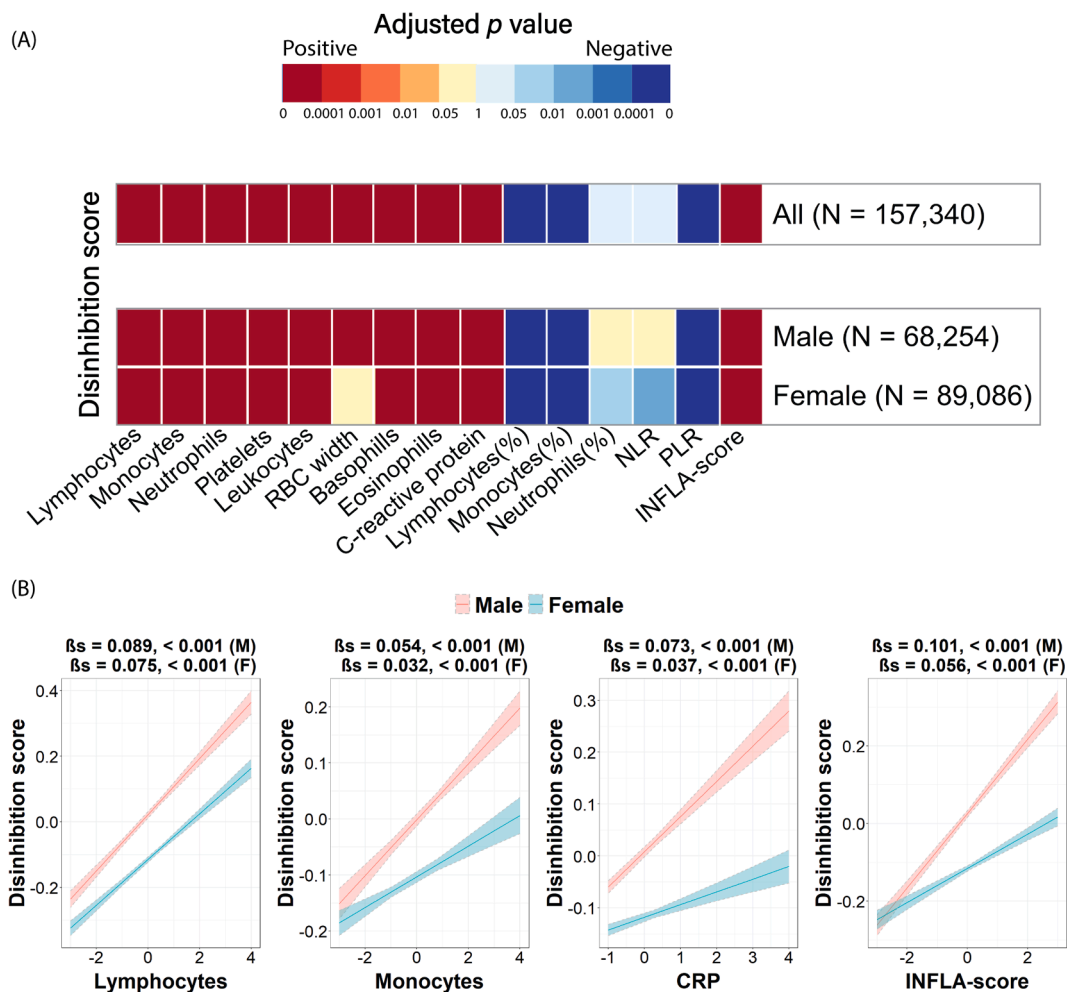 (A)
Adjusted p value
Positive Negative
0 0.0001 0.001 0.01 0.05 1 0.05 0.01 0.001 0.0001 0
Disinhibition score
All (N = 157,340)
Male (N = 68,254)
Female (N = 89,086)
Lymphocytes
Monocytes
Neutrophils
Platelets
Leukocytes
RBC width
Basophills
Eosinophills
C-reactive protein
Lymphocytes(%)
Monocytes(%)
Neutrophils(%)
NLR
PLR
INFLA-score
(B)
Male Female
ßs = 0.089, < 0.001 (M)
ßs = 0.075, < 0.001 (F)
Disinhibition score
0.4
0.2
0.0
-0.2
-2 0 2 4
Lymphocytes
ßs = 0.054, < 0.001 (M)
ßs = 0.032, < 0.001 (F)
Disinhibition score
0.2
0.1
0.0
-0.1
-0.2
-2 0 2 4
Monocytes
ßs = 0.073, < 0.001 (M)
ßs = 0.037, < 0.001 (F)
Disinhibition score
0.3
0.2
0.1
0.0
-0.1
-1 0 1 2 3 4
CRP
ßs = 0.101, < 0.001 (M)
ßs = 0.056, < 0.001 (F)
Disinhibition score
0.2
0.0
-0.2
-2 0 2
INFLA-score